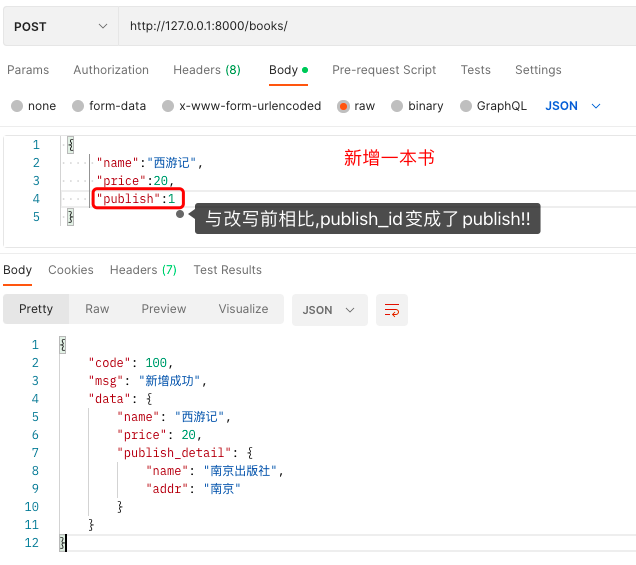 POST http://127.0.0.1:8000/books/
Params Authorization Headers (8) Body Pre-request Script Tests Settings
none form-data x-www-form-urlencoded raw binary GraphQL JSON
1 {
新增一本书
2 "name":"西游记",
3 "price":20,
4 "publish":1
5 }
与改写前相比,publish_id变成了publish!!
Body Cookies Headers (7) Test Results
Pretty Raw Preview Visualize JSON
1 {
2 "code": 100,
3 "msg": "新增成功",
4 "data": {
5 "name": "西游记",
6 "price": 20,
7 "publish_detail": {
8 "name": "南京出版社",
9 "addr": "南京"
10 }
11 }
12 }